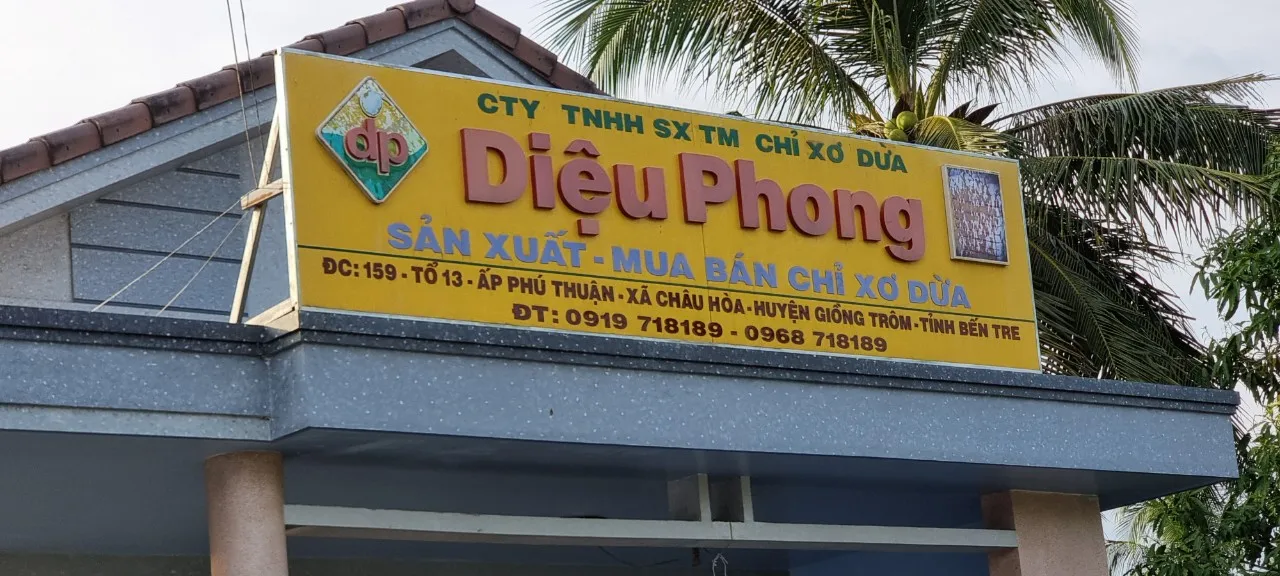 dp
CTY TNHH SX TM CHỈ XƠ DỪA
Diệu Phong
SẢN XUẤT - MUA BÁN CHỈ XƠ DỪA
ĐC: 159 - TỔ 13 - ẤP PHÚ THUẬN - XÃ CHÂU HÒA - HUYỆN GIỒNG TRÔM - TỈNH BẾN TRE
ĐT: 0919 718189 - 0968 718189